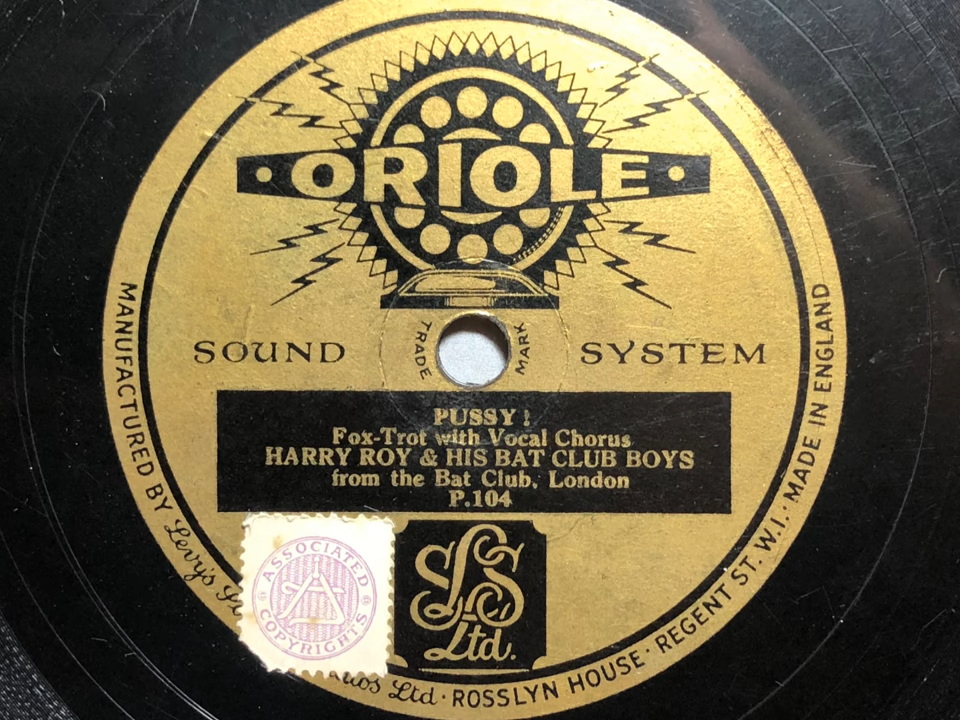 ORIOLE
SOUND SYSTEM
TRADE MARK
PUSSY!
Fox-Trot with Vocal Chorus
HARRY ROY & HIS BAT CLUB BOYS
from the Bat Club, London
P.104
LSS
Ltd.
ASSOCIATED
COPYRIGHTS
MANUFACTURED BY Levy's Ltd · ROSSLYN HOUSE · REGENT ST. W.1. · MADE IN ENGLAND